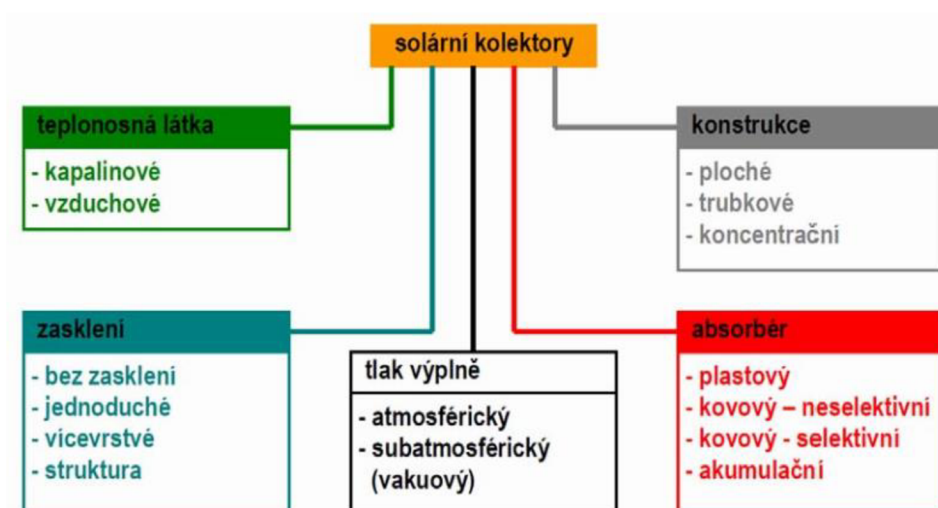 solární kolektory
teplonosná látka
- kapalinové
- vzduchové
konstrukce
- ploché
- trubkové
- koncentrační
zasklení
- bez zasklení
- jednoduché
- vícevrstvé
- struktura
tlak výplně
- atmosférický
- subatmosférický
(vakuový)
absorbér
- plastový
- kovový – neselektivní
- kovový - selektivní
- akumulační